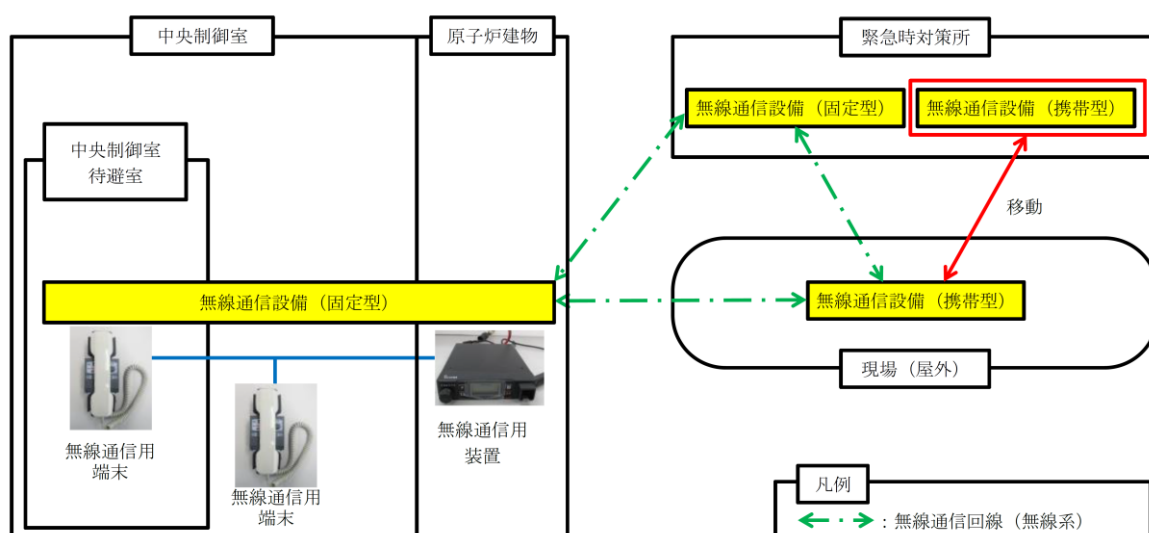 中央制御室
原子炉建物
緊急時対策所
無線通信設備（固定型）
無線通信設備（携帯型）
中央制御室
待避室
移動
無線通信設備（固定型）
無線通信設備（携帯型）
現場（屋外）
無線通信用
端末
無線通信用
端末
無線通信用
装置
凡例
：無線通信回線（無線系）